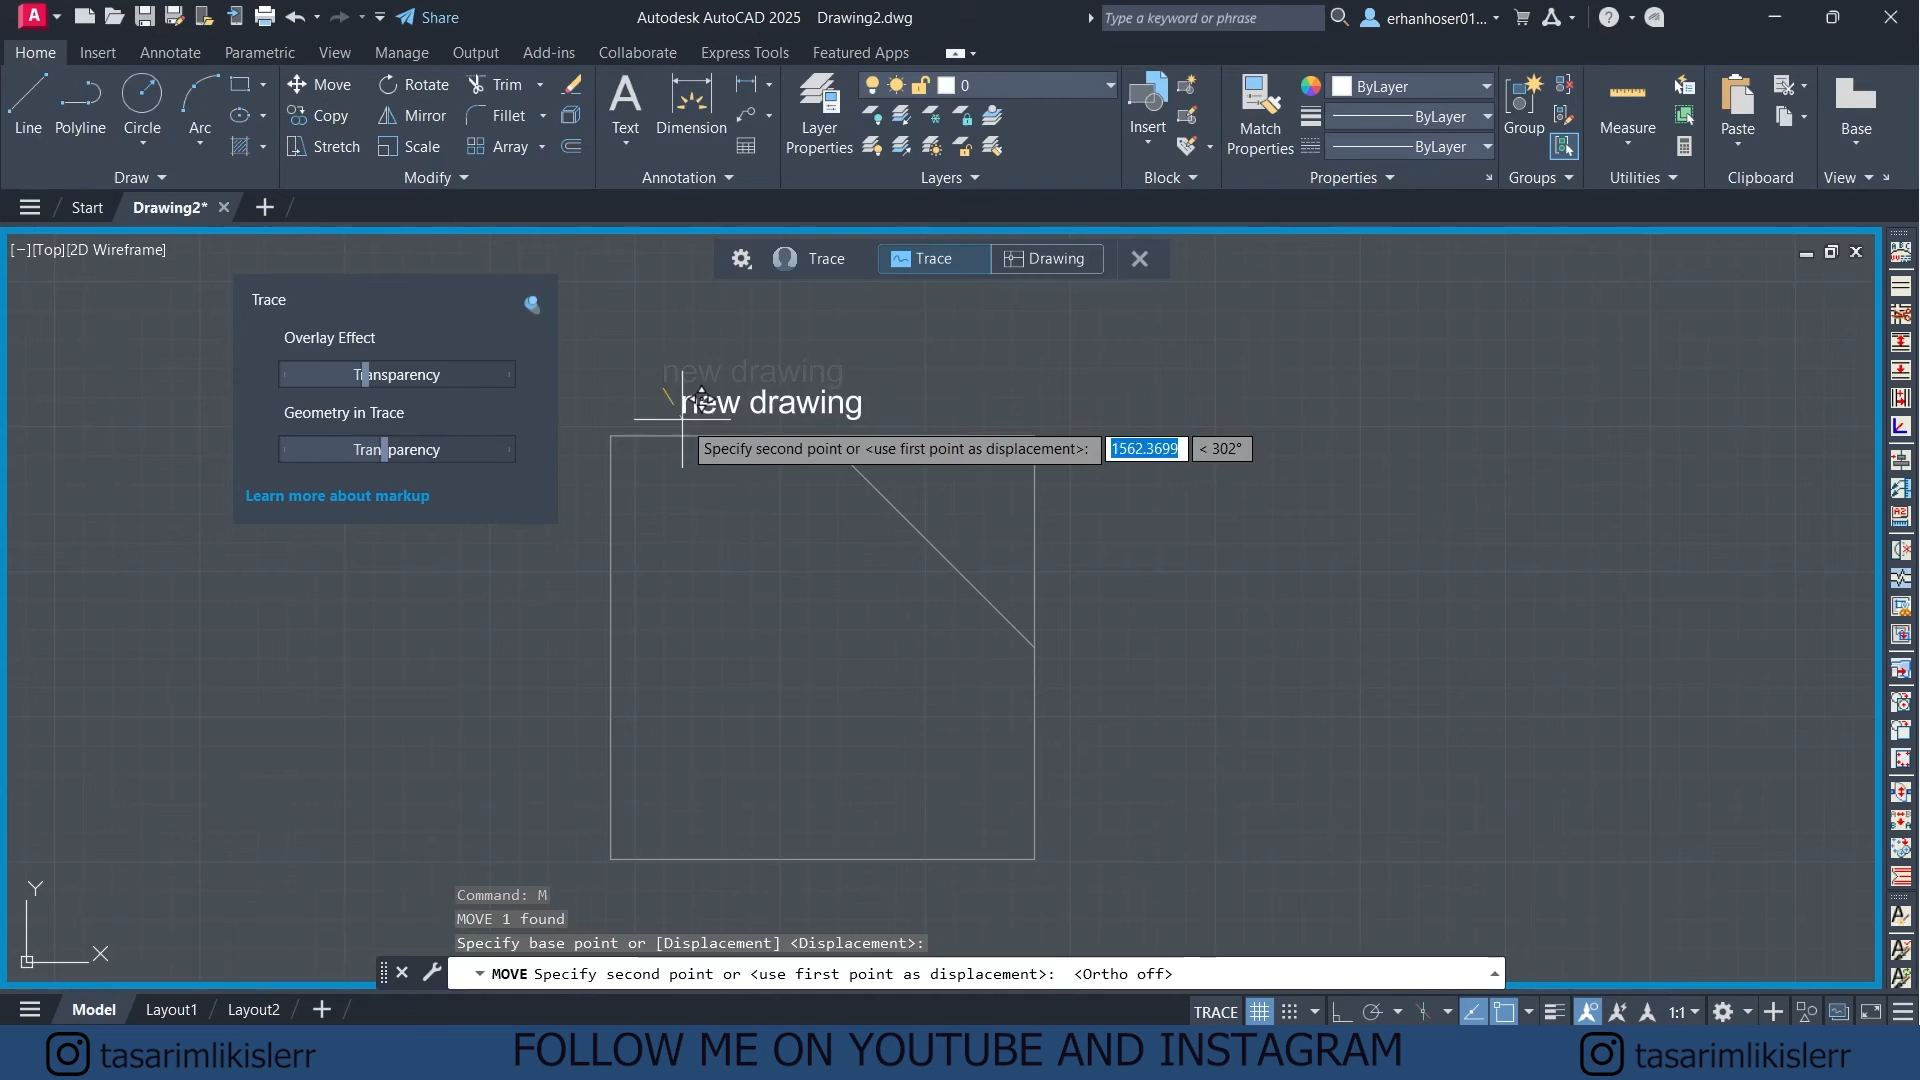 Share
Autodesk AutoCAD 2025 Drawing2.dwg
Type a keyword or phrase
erhanhoser01...
Home Insert Annotate Parametric View Manage Output Add-ins Collaborate Express Tools Featured Apps
Line Polyline Circle Arc
Move Rotate Trim
Copy Mirror Fillet
Stretch Scale Array
Text Dimension
Layer Properties
0
Insert
Match Properties
ByLayer
ByLayer
ByLayer
Group
Measure
Paste
Base
Draw Modify Annotation Layers Block Properties Groups Utilities Clipboard View
Start Drawing2*
[−][Top][2D Wireframe]
Trace Trace Drawing
Trace
Overlay Effect
Transparency
Geometry in Trace
Transparency
Learn more about markup
new drawing
new drawing
Specify second point or <use first point as displacement>: 1562.3699 < 302°
Y
X
Command: M
MOVE 1 found
Specify base point or [Displacement] <Displacement>:
MOVE Specify second point or <use first point as displacement>: <Ortho off>
Model Layout1 Layout2
TRACE 1:1
tasarimlikislerr FOLLOW ME ON YOUTUBE AND INSTAGRAM tasarimlikislerr